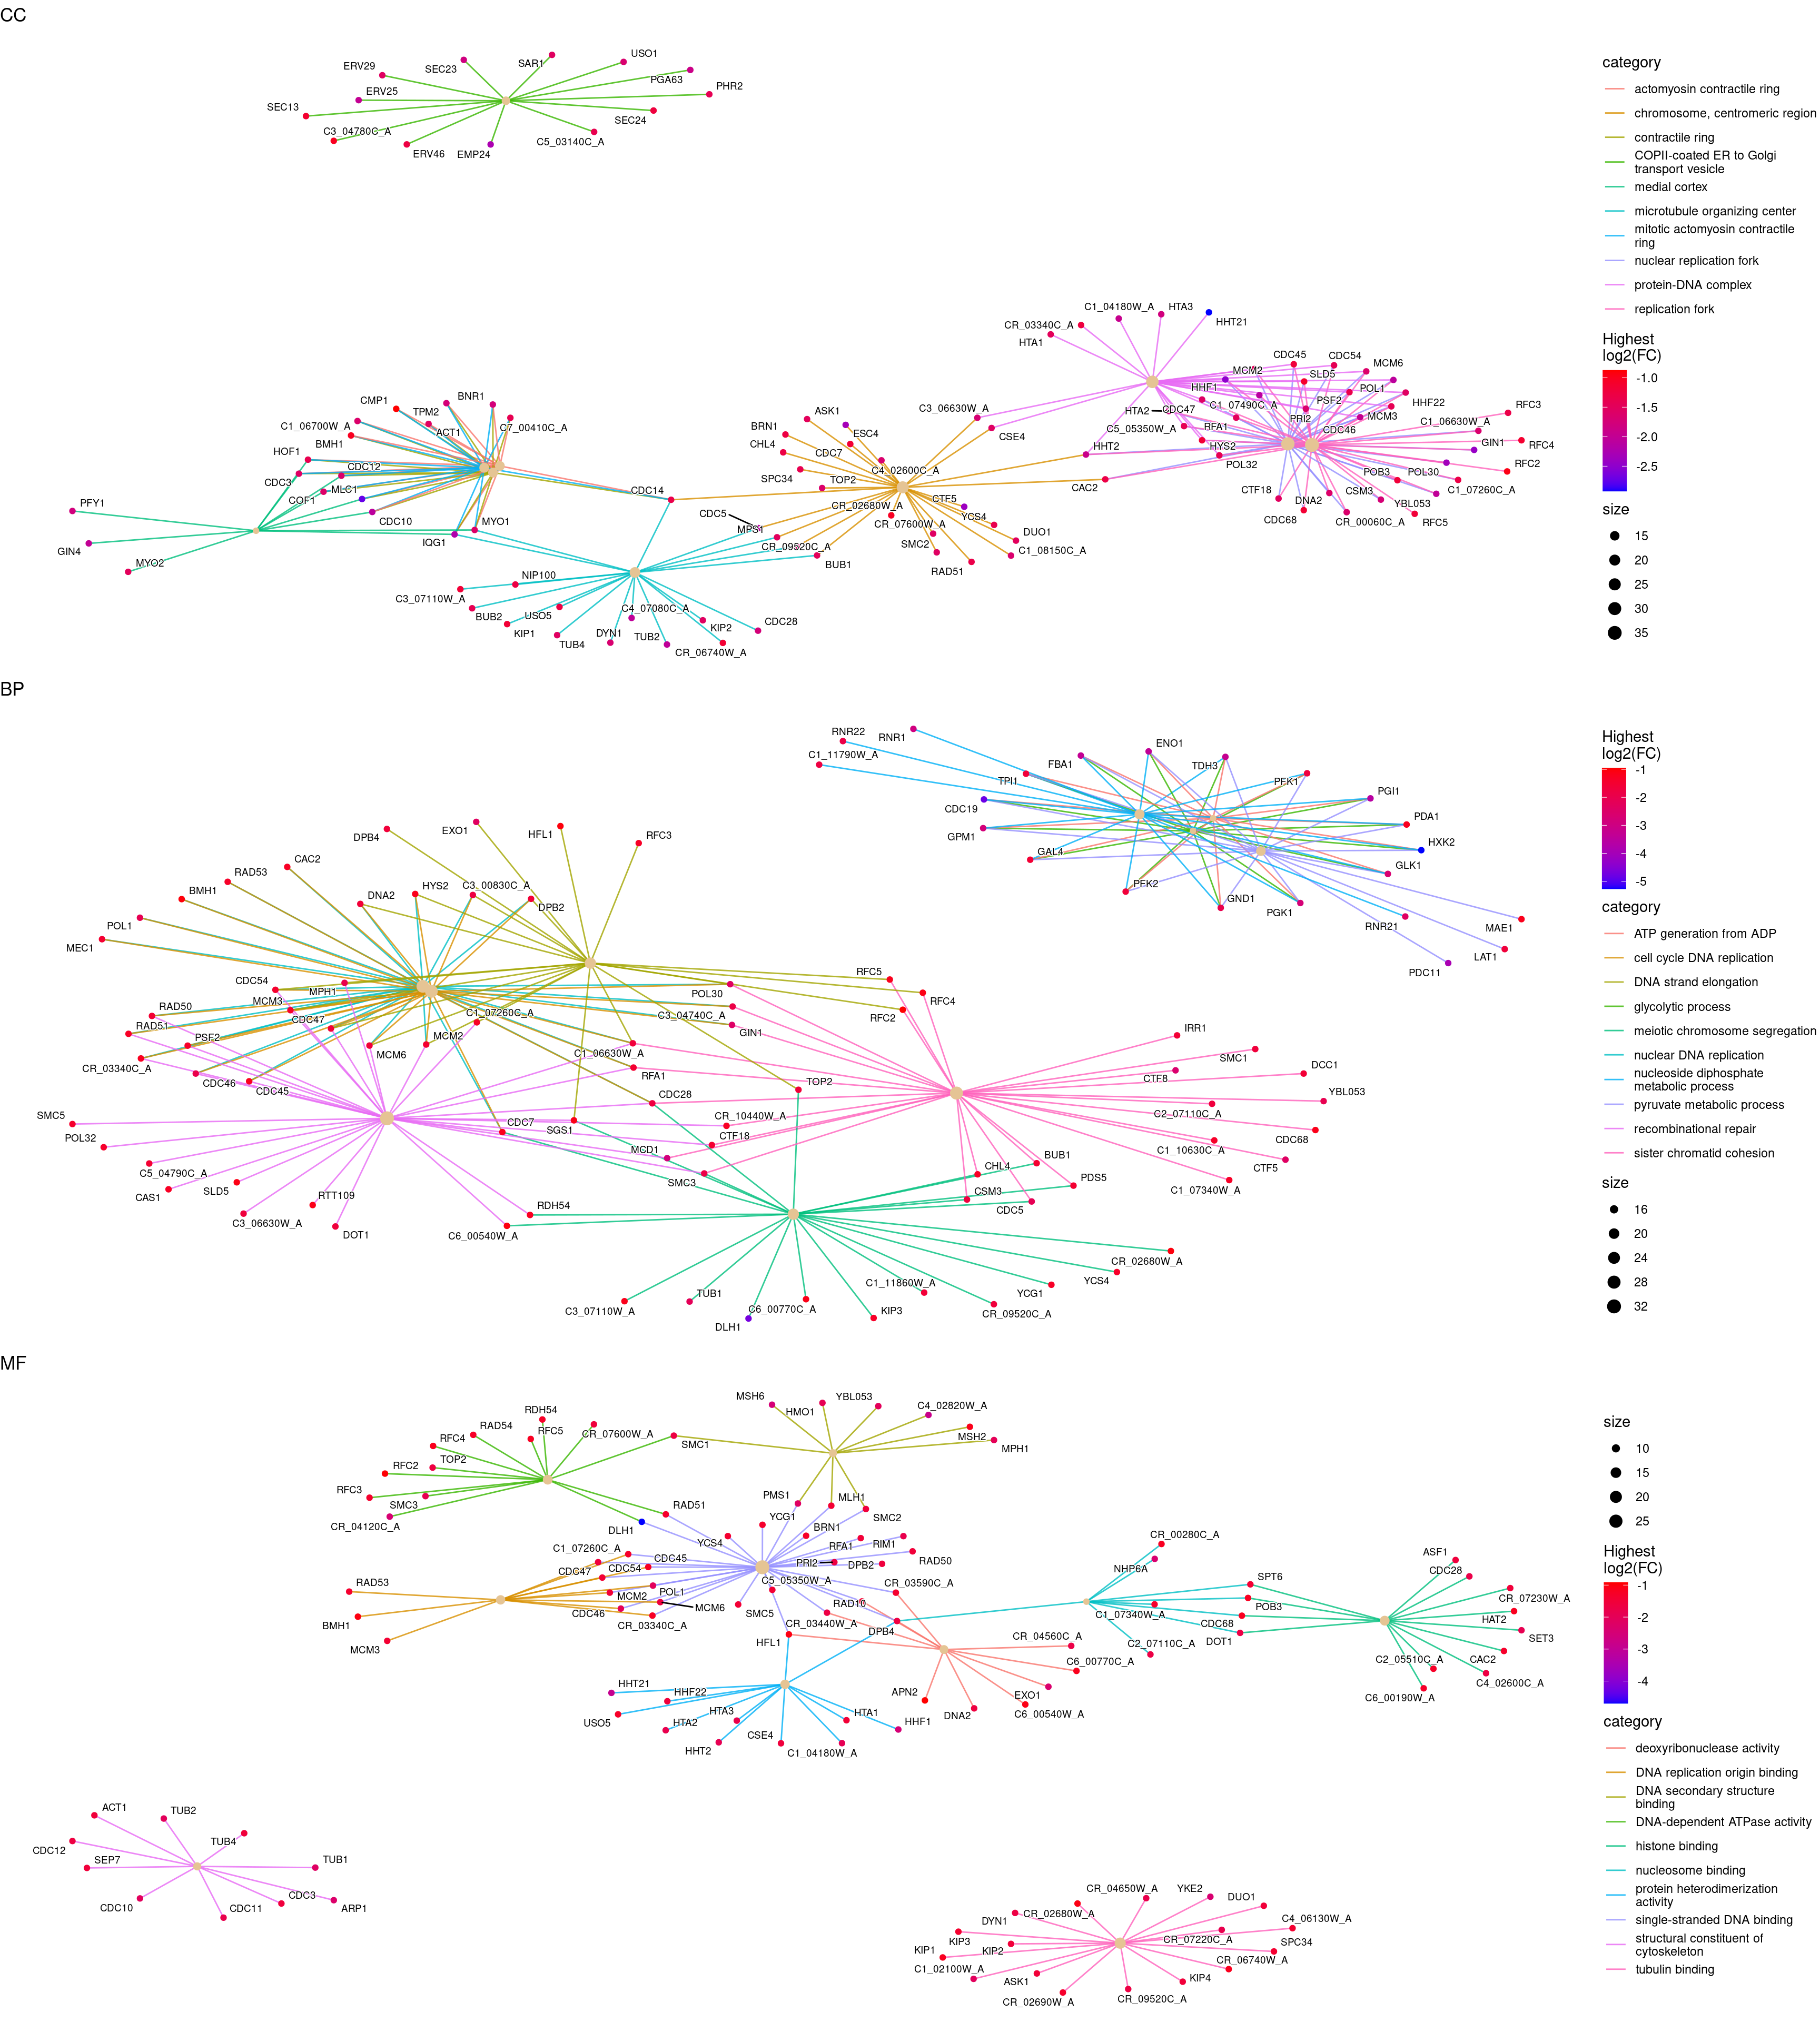 CC
USO1
SAR1
ERV29
SEC23
PGA63
PHR2
ERV25
SEC13
SEC24
C3_04780C_A
C5_03140C_A
ERV46
EMP24
category
actomyosin contractile ring
chromosome, centromeric region
contractile ring
COPII-coated ER to Golgi
transport vesicle
medial cortex
microtubule organizing center
mitotic actomyosin contractile
ring
nuclear replication fork
protein-DNA complex
replication fork
Highest
log2(FC)
-1.0
-1.5
-2.0
-2.5
size
15
20
25
30
35
C1_04180W_A
HTA3
HHT21
CR_03340C_A
HTA1
CDC45
CDC54
MCM6
MCM2
SLD5
HHF1
POL1
CMP1
BNR1
PSF2
HHF22
TPM2
C3_06630W_A
HTA2
CDC47
C1_07490C_A
MCM3
RFC3
ASK1
PRI2
C1_06630W_A
C1_06700W_A
ACT1
C7_00410C_A
BRN1
ESC4
CSE4
C5_05350W_A
RFA1
CDC46
BMH1
CHL4
CDC7
HHT2
HYS2
GIN1
RFC4
HOF1
CDC12
C4_02600C_A
POL32
POB3
POL30
RFC2
CDC3
MLC1
SPC34
TOP2
CAC2
C1_07260C_A
COF1
CDC14
CTF5
CTF18
DNA2
CSM3
YBL053
PFY1
CDC10
MYO1
CDC5
CR_02680W_A
YCS4
CDC68
CR_00060C_A
RFC5
IQG1
MPS1
CR_07600W_A
DUO1
GIN4
CR_09520C_A
SMC2
C1_08150C_A
MYO2
BUB1
RAD51
NIP100
C3_07110W_A
BUB2
USO5
C4_07080C_A
KIP2
CDC28
KIP1
TUB4
DYN1
TUB2
CR_06740W_A
BP
RNR22
RNR1
ENO1
C1_11790W_A
FBA1
TDH3
TPI1
PFK1
PGI1
CDC19
PDA1
GPM1
HXK2
GAL4
GLK1
PFK2
GND1
PGK1
RNR21
MAE1
LAT1
PDC11
DPB4
EXO1
HFL1
RFC3
CAC2
RAD53
BMH1
DNA2
HYS2
C3_00830C_A
DPB2
POL1
MEC1
CDC54
MPH1
RFC5
POL30
RFC4
MCM3
RAD50
CDC47
C1_07260C_A
C3_04740C_A
RFC2
RAD51
PSF2
MCM2
GIN1
IRR1
MCM6
C1_06630W_A
SMC1
CR_03340C_A
CDC46
CDC45
RFA1
TOP2
CTF8
DCC1
CDC28
YBL053
SMC5
CDC7
SGS1
CR_10440W_A
C2_07110C_A
POL32
CTF18
CDC68
MCD1
C1_10630C_A
C5_04790C_A
CHL4
BUB1
CTF5
CAS1
SLD5
SMC3
PDS5
C1_07340W_A
RTT109
CSM3
C3_06630W_A
RDH54
CDC5
DOT1
C6_00540W_A
CR_02680W_A
YCS4
C1_11860W_A
YCG1
C3_07110W_A
TUB1
C6_00770C_A
KIP3
CR_09520C_A
DLH1
Highest
log2(FC)
-1
-2
-3
-4
-5
category
ATP generation from ADP
cell cycle DNA replication
DNA strand elongation
glycolytic process
meiotic chromosome segregation
nuclear DNA replication
nucleoside diphosphate
metabolic process
pyruvate metabolic process
recombinational repair
sister chromatid cohesion
size
16
20
24
28
32
MF
MSH6
HMO1
YBL053
C4_02820W_A
RDH54
RAD54
RFC5
CR_07600W_A
SMC1
MSH2
MPH1
RFC4
RFC2
TOP2
RFC3
SMC3
PMS1
MLH1
CR_04120C_A
RAD51
SMC2
DLH1
YCG1
BRN1
YCS4
RFA1
RIM1
CR_00280C_A
C1_07260C_A
CDC45
PRI2
DPB2
RAD50
NHP6A
ASF1
CDC47
CDC54
C5_05350W_A
CR_03590C_A
SPT6
CDC28
RAD53
MCM2
POL1
MCM6
RAD10
POB3
CR_07230W_A
BMH1
CDC46
CR_03340C_A
SMC5
CR_03440W_A
DPB4
C1_07340W_A
CDC68
HAT2
MCM3
HFL1
CR_04560C_A
C2_07110C_A
DOT1
SET3
C6_00770C_A
C2_05510C_A
CAC2
HHT21
HHF22
APN2
EXO1
C6_00190W_A
C4_02600C_A
USO5
HTA2
HTA3
HTA1
HHF1
DNA2
C6_00540W_A
HHT2
CSE4
C1_04180W_A
ACT1
TUB2
CDC12
TUB4
SEP7
TUB1
CDC10
CDC11
CDC3
ARP1
CR_04650W_A
YKE2
DUO1
CR_02680W_A
DYN1
C4_06130W_A
KIP3
CR_07220C_A
SPC34
KIP1
KIP2
CR_06740W_A
C1_02100W_A
ASK1
KIP4
CR_02690W_A
CR_09520C_A
size
10
15
20
25
Highest
log2(FC)
-1
-2
-3
-4
category
deoxyribonuclease activity
DNA replication origin binding
DNA secondary structure
binding
DNA-dependent ATPase activity
histone binding
nucleosome binding
protein heterodimerization
activity
single-stranded DNA binding
structural constituent of
cytoskeleton
tubulin binding